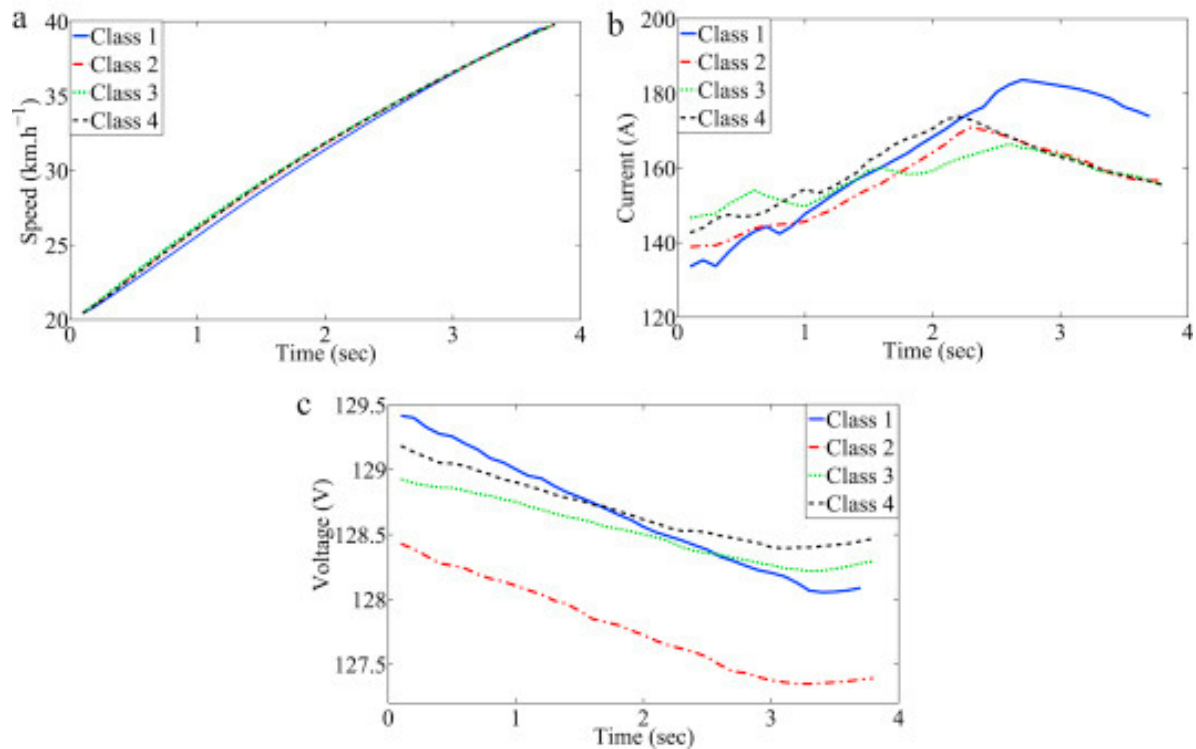 a
40
35
30
25
20
Speed (km.h⁻¹)
Class 1
Class 2
Class 3
Class 4
0
1
2
3
4
Time (sec)
b
200
180
160
140
120
Current (A)
Class 1
Class 2
Class 3
Class 4
0
1
2
3
4
Time (sec)
c
129.5
129
128.5
128
127.5
Voltage (V)
Class 1
Class 2
Class 3
Class 4
0
1
2
3
4
Time (sec)